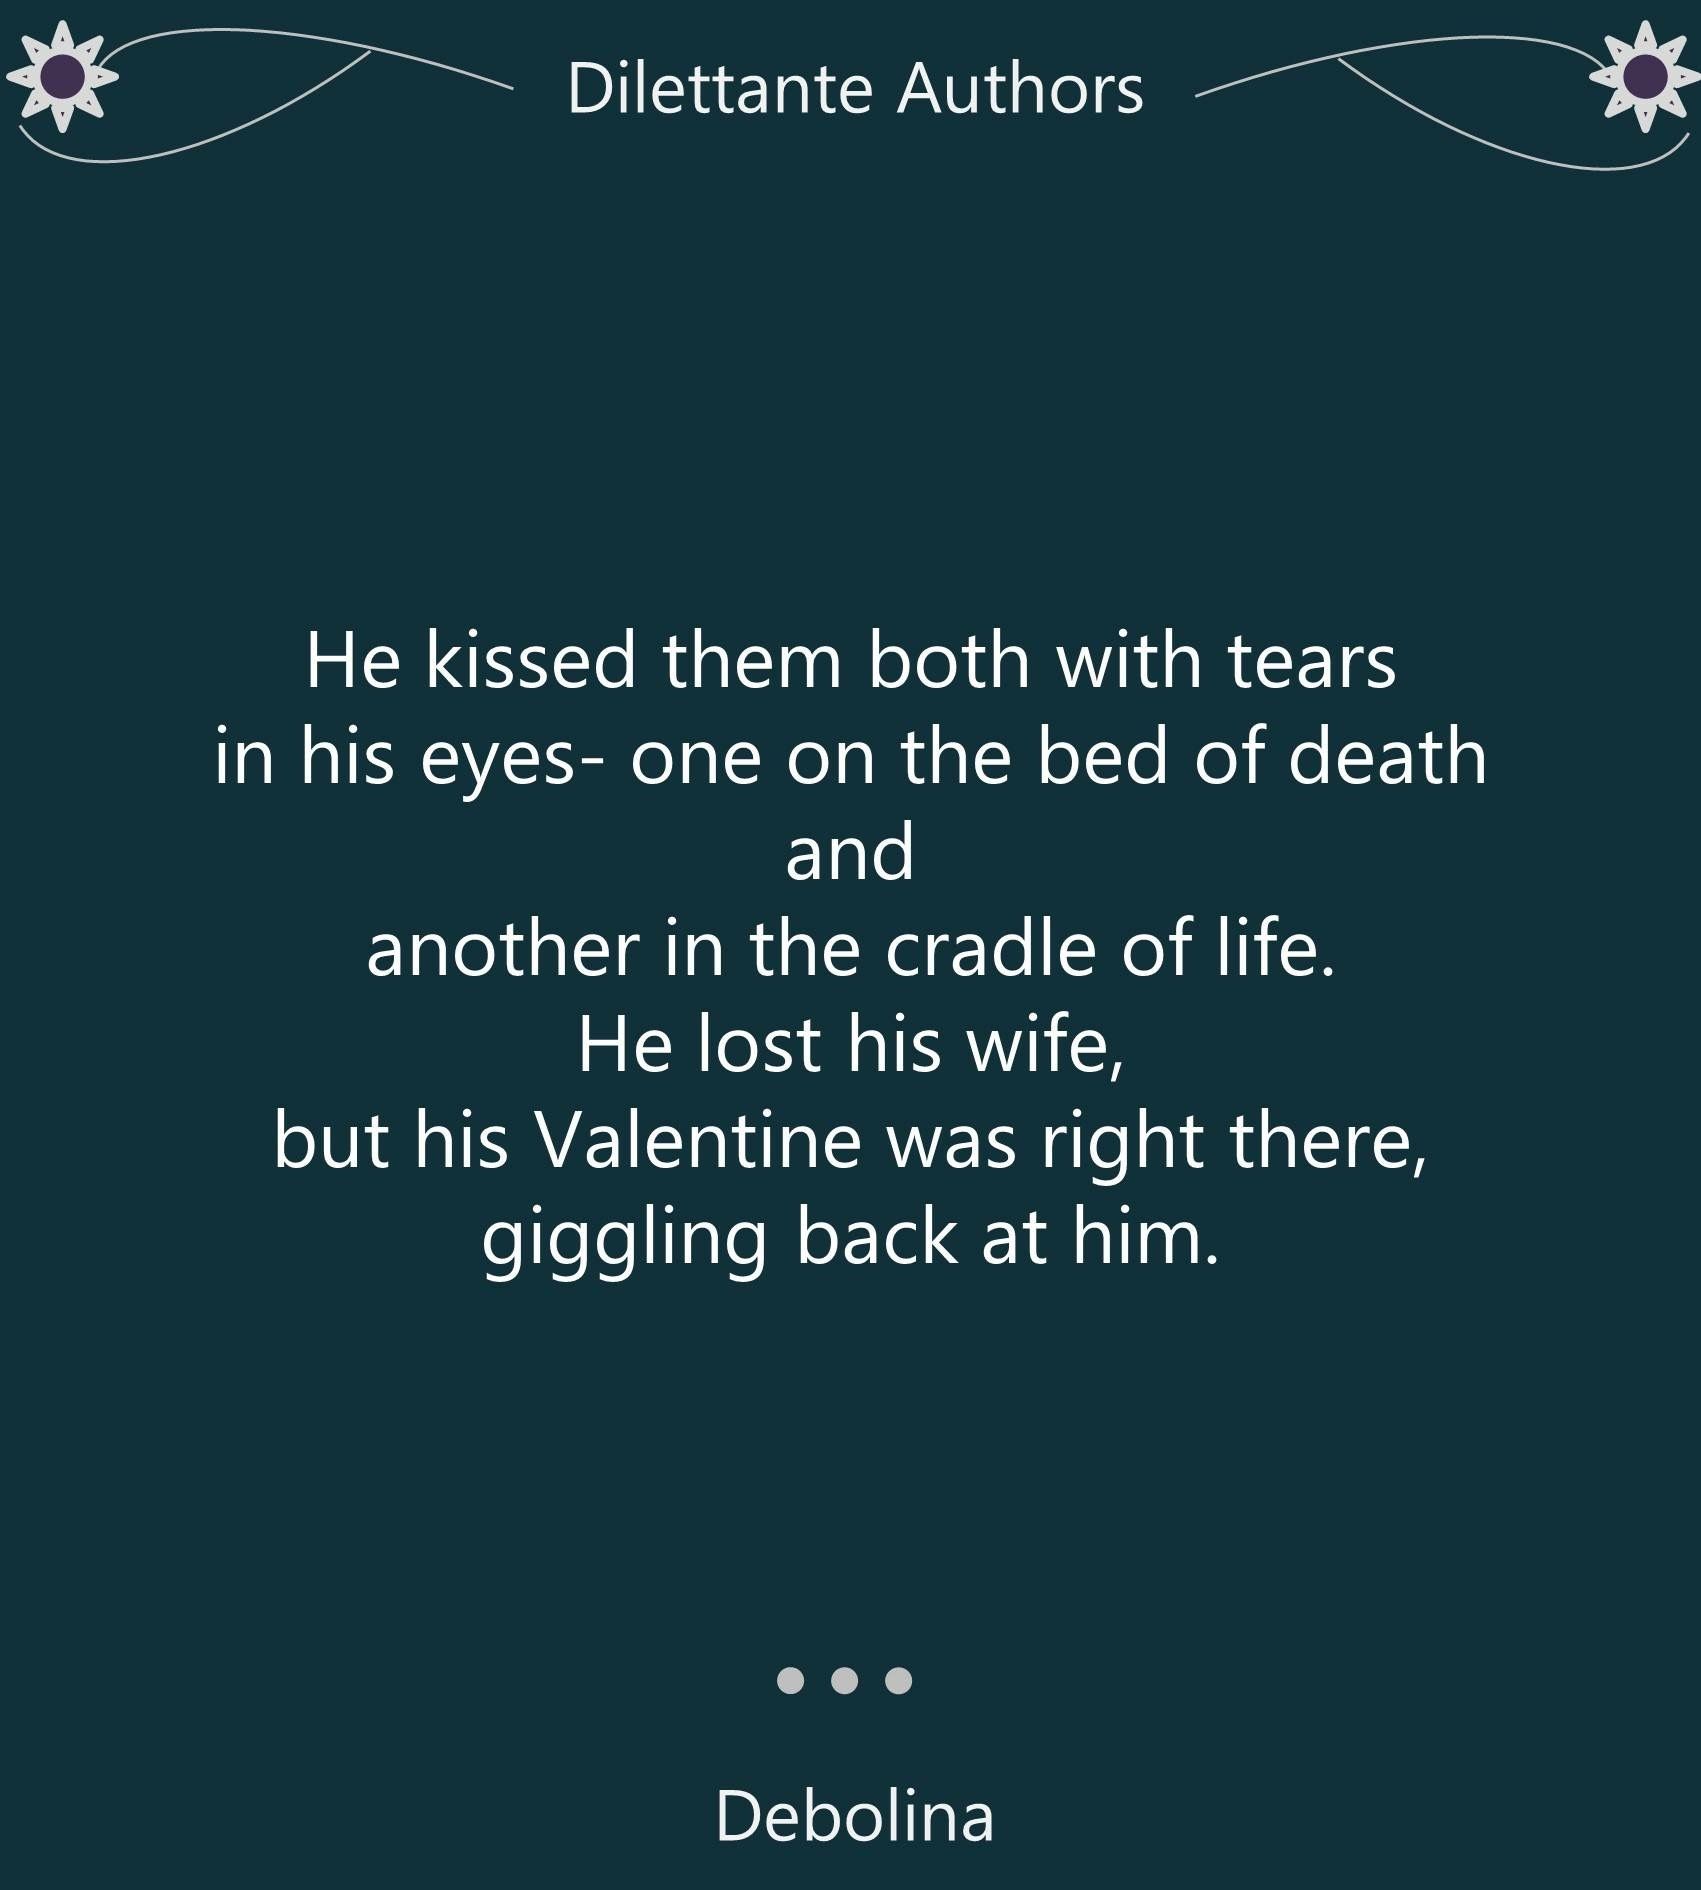 Dilettante Authors
He kissed them both with tears
in his eyes- one on the bed of death
and
another in the cradle of life.
He lost his wife,
but his Valentine was right there,
giggling back at him.
Debolina